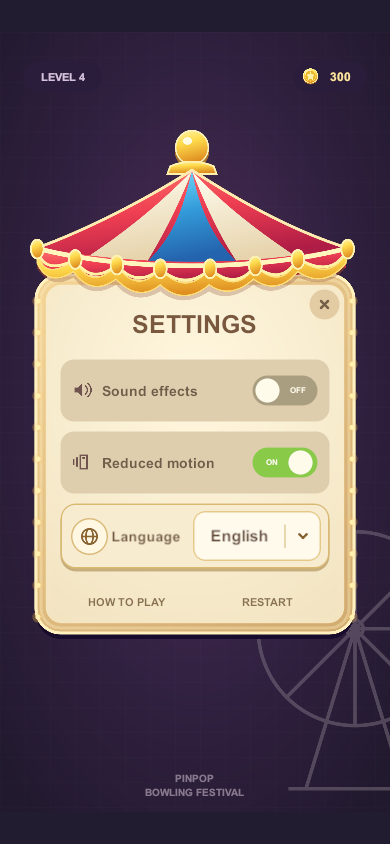 LEVEL 4
300
SETTINGS
Sound effects
OFF
Reduced motion
ON
Language
English
HOW TO PLAY
RESTART
PINPOP
BOWLING FESTIVAL